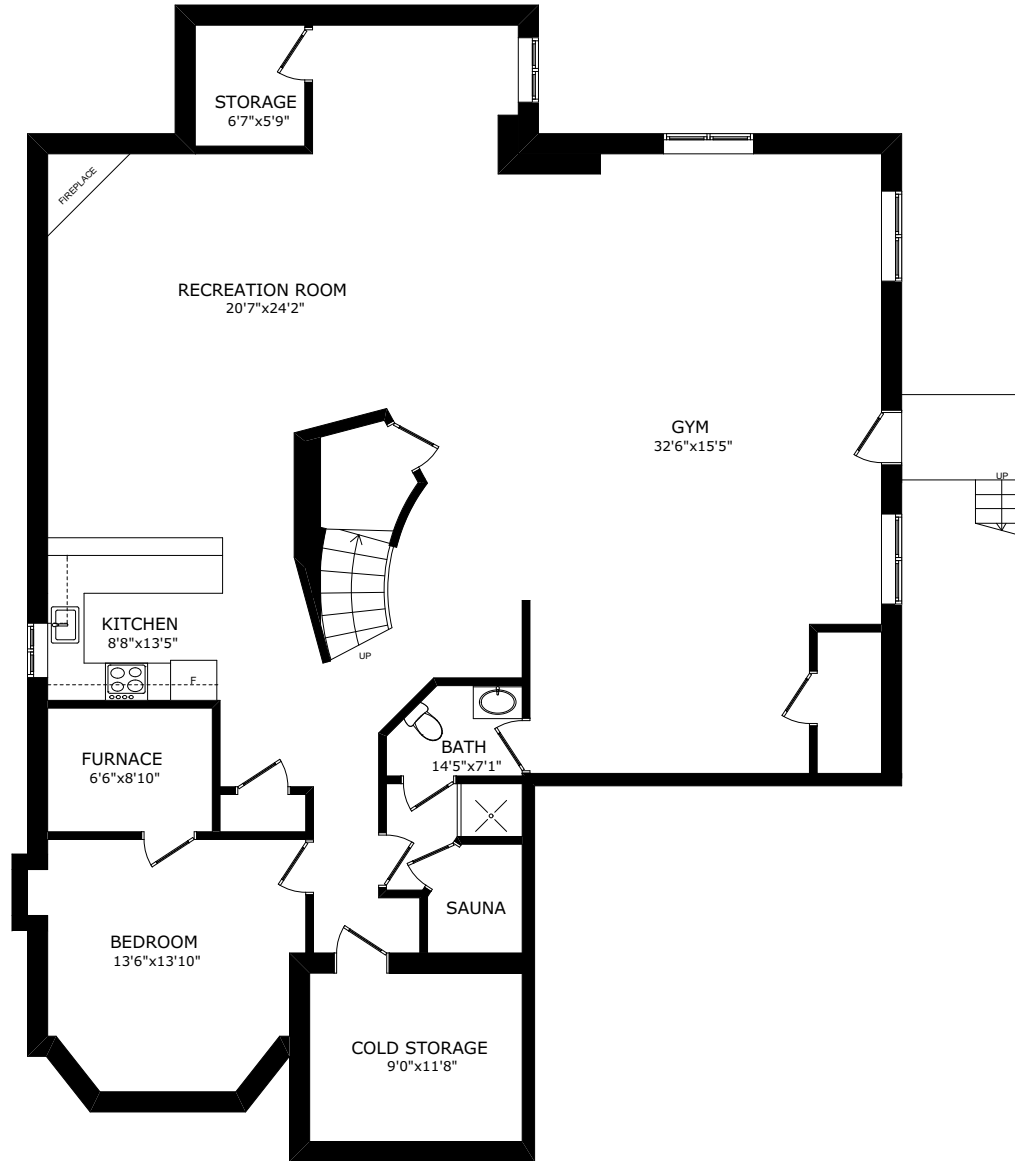 STORAGE
6'7"x5'9"
FIREPLACE
RECREATION ROOM
20'7"x24'2"
GYM
32'6"x15'5"
UP
KITCHEN
8'8"x13'5"
F
UP
FURNACE
6'6"x8'10"
BATH
14'5"x7'1"
SAUNA
BEDROOM
13'6"x13'10"
COLD STORAGE
9'0"x11'8"